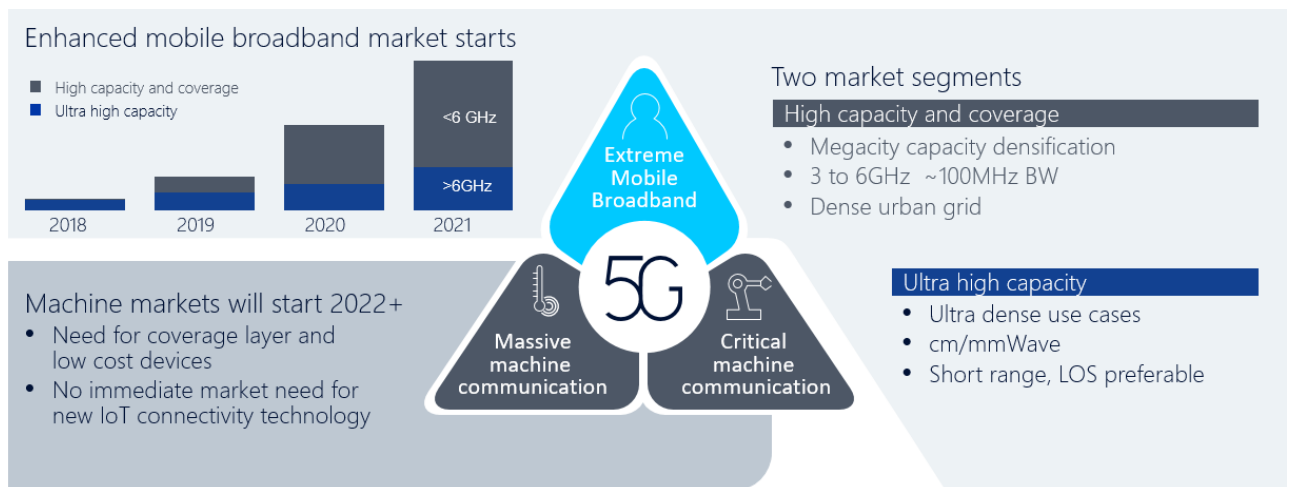 Enhanced mobile broadband market starts
High capacity and coverage
Ultra high capacity
<6 GHz
>6GHz
2018
2019
2020
2021
Machine markets will start 2022+
• Need for coverage layer and
low cost devices
• No immediate market need for
new IoT connectivity technology
Extreme
Mobile
Broadband
5G
Massive
machine
communication
Critical
machine
communication
Two market segments
High capacity and coverage
• Megacity capacity densification
• 3 to 6GHz ~100MHz BW
• Dense urban grid
Ultra high capacity
• Ultra dense use cases
• cm/mmWave
• Short range, LOS preferable